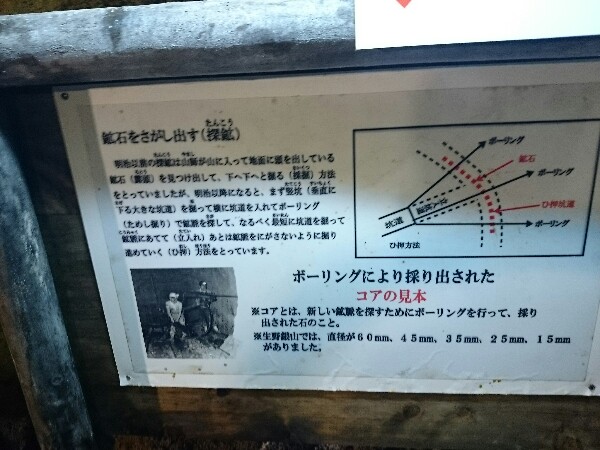 鉱石をさがし出す(探鉱)
明治以前の探鉱は山師が山に入って地面に頭を出している
鉱石(露頭)を見つけ出して、下へ下へと掘る(採掘)方法
をとっていましたが、明治以降になると、まず竪坑(垂直に
下る大きな坑道)を掘って横に坑道を入れてボーリング
(ためし掘り)で鉱脈を探して、なるべく最短に坑道を掘って
鉱脈にあてて(立入れ)あとは鉱脈をにがさないように掘り
進めていく(ひ押)方法をとっています。
ボーリング
鉱石
ボーリング
ひ押坑道
ボーリング
坑道
ひ押方法
ボーリングにより採り出された
コアの見本
※コアとは、新しい鉱脈を探すためにボーリングを行って、採り
出された石のこと。
※生野銀山では、直径が60mm、45mm、35mm、25mm、15mm
がありました。